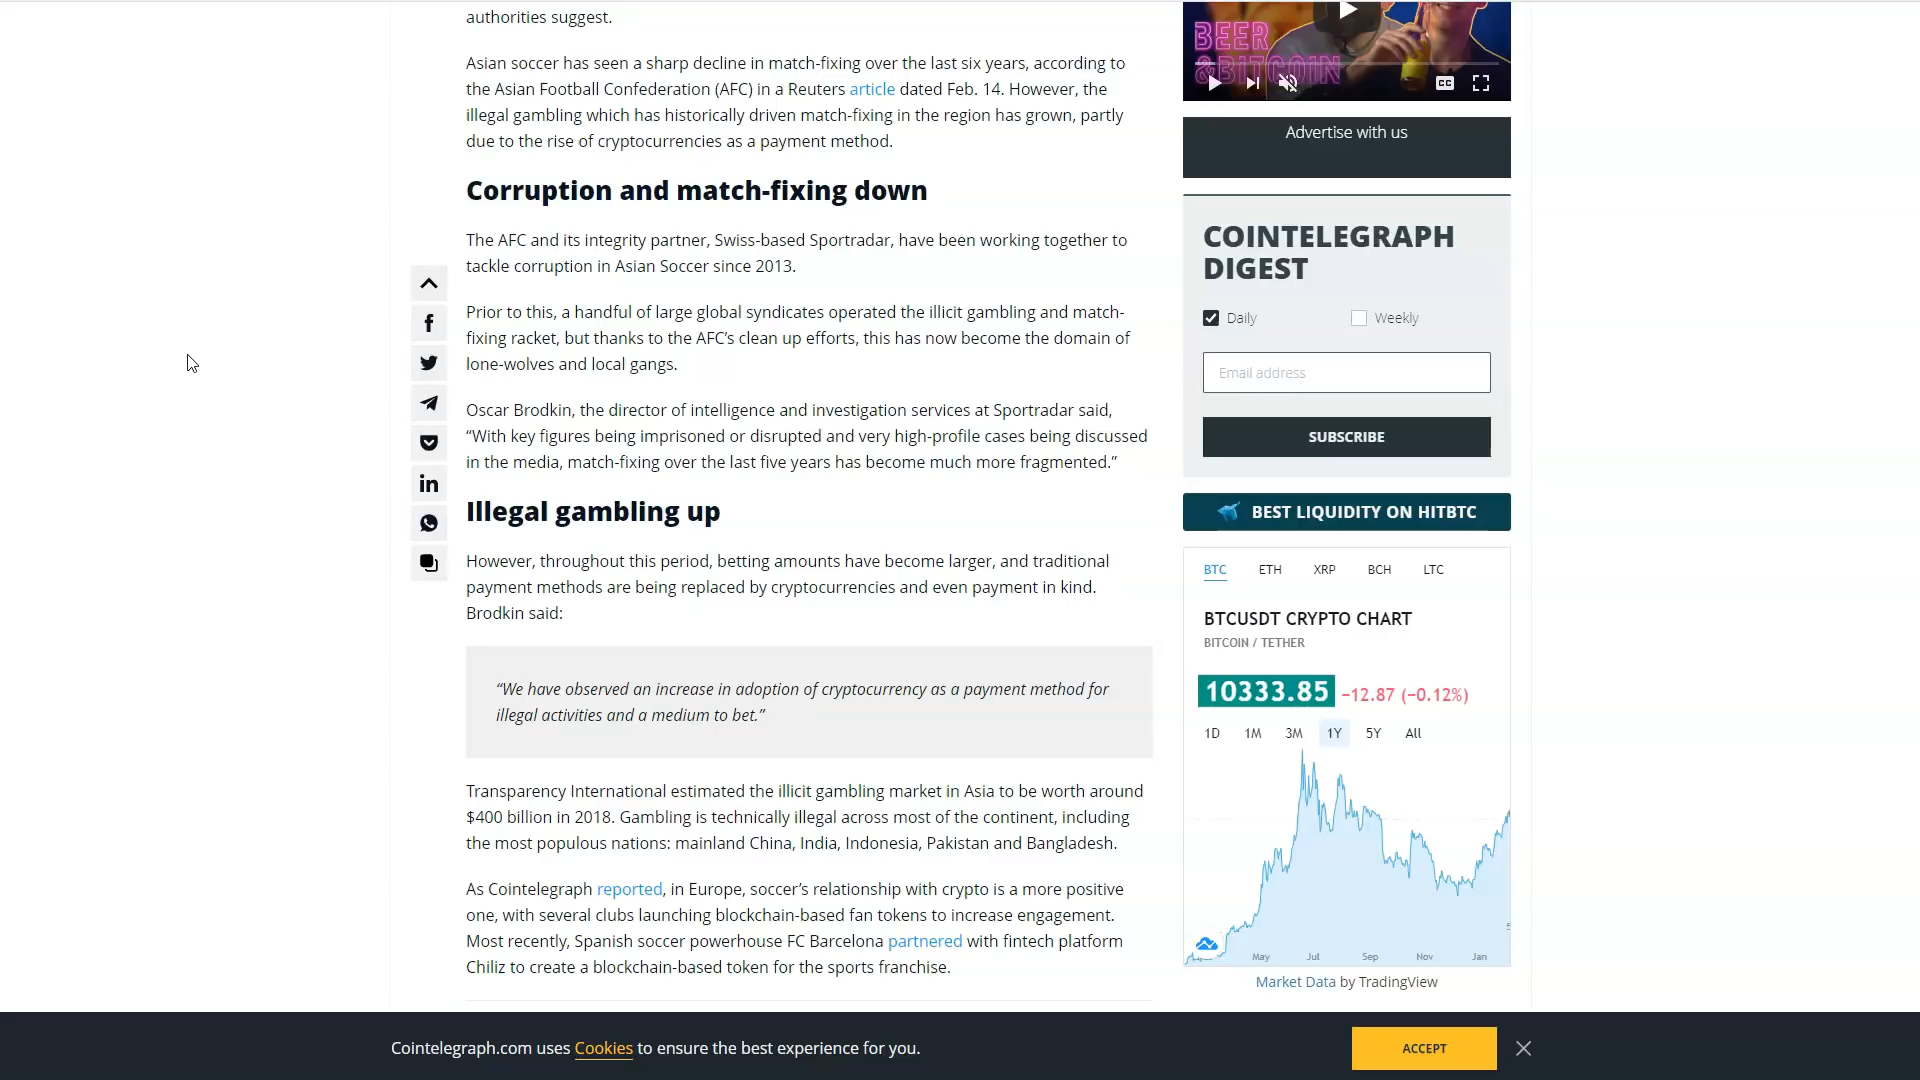 authorities suggest.
Asian soccer has seen a sharp decline in match-fixing over the last six years, according to
the Asian Football Confederation (AFC) in a Reuters article dated Feb. 14. However, the
illegal gambling which has historically driven match-fixing in the region has grown, partly
due to the rise of cryptocurrencies as a payment method.
Corruption and match-fixing down
The AFC and its integrity partner, Swiss-based Sportradar, have been working together to
tackle corruption in Asian Soccer since 2013.
Prior to this, a handful of large global syndicates operated the illicit gambling and match-
fixing racket, but thanks to the AFC’s clean up efforts, this has now become the domain of
lone-wolves and local gangs.
Oscar Brodkin, the director of intelligence and investigation services at Sportradar said,
“With key figures being imprisoned or disrupted and very high-profile cases being discussed
in the media, match-fixing over the last five years has become much more fragmented.”
Illegal gambling up
However, throughout this period, betting amounts have become larger, and traditional
payment methods are being replaced by cryptocurrencies and even payment in kind.
Brodkin said:
“We have observed an increase in adoption of cryptocurrency as a payment method for
illegal activities and a medium to bet.”
Transparency International estimated the illicit gambling market in Asia to be worth around
$400 billion in 2018. Gambling is technically illegal across most of the continent, including
the most populous nations: mainland China, India, Indonesia, Pakistan and Bangladesh.
As Cointelegraph reported, in Europe, soccer’s relationship with crypto is a more positive
one, with several clubs launching blockchain-based fan tokens to increase engagement.
Most recently, Spanish soccer powerhouse FC Barcelona partnered with fintech platform
Chiliz to create a blockchain-based token for the sports franchise.
BEER
&BITCOIN
CC
Advertise with us
COINTELEGRAPH
DIGEST
Daily Weekly
Email address
SUBSCRIBE
BEST LIQUIDITY ON HITBTC
BTC ETH XRP BCH LTC
BTCUSDT CRYPTO CHART
BITCOIN / TETHER
10333.85 −12.87 (−0.12%)
1D 1M 3M 1Y 5Y All
May Jul Sep Nov Jan
Market Data by TradingView
Cointelegraph.com uses Cookies to ensure the best experience for you.
ACCEPT